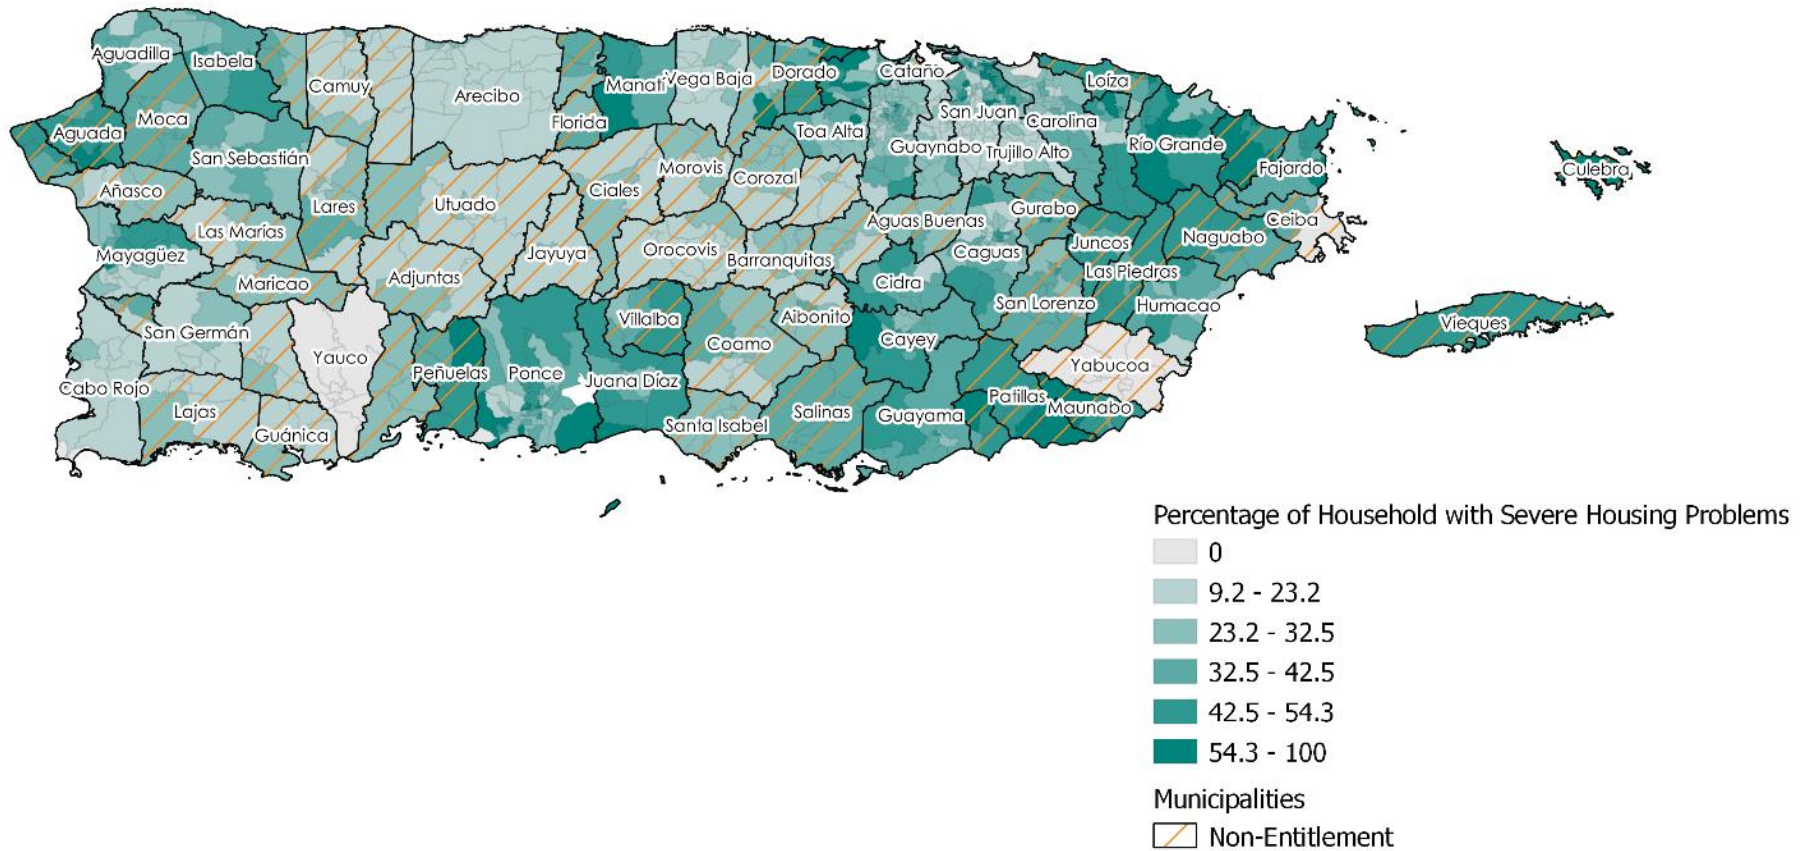 Aguadilla
Isabela
Camuy
Arecibo
Manatí
Vega Baja
Dorado
Cataño
Loíza
Aguada
Moca
Florida
Toa Alta
San Juan
Carolina
San Sebastián
Guaynabo
Trujillo Alto
Río Grande
Fajardo
Culebra
Añasco
Lares
Utuado
Ciales
Morovis
Corozal
Las Marías
Aguas Buenas
Gurabo
Ceiba
Mayagüez
Jayuya
Orocovis
Barranquitas
Caguas
Juncos
Naguabo
Maricao
Adjuntas
Cidra
Las Piedras
San Germán
Villalba
Aibonito
San Lorenzo
Humacao
Vieques
Yauco
Peñuelas
Ponce
Coamo
Cayey
Yabucoa
Cabo Rojo
Juana Díaz
Lajas
Guánica
Santa Isabel
Salinas
Guayama
Patillas
Maunabo
Percentage of Household with Severe Housing Problems
0
9.2 - 23.2
23.2 - 32.5
32.5 - 42.5
42.5 - 54.3
54.3 - 100
Municipalities
Non-Entitlement